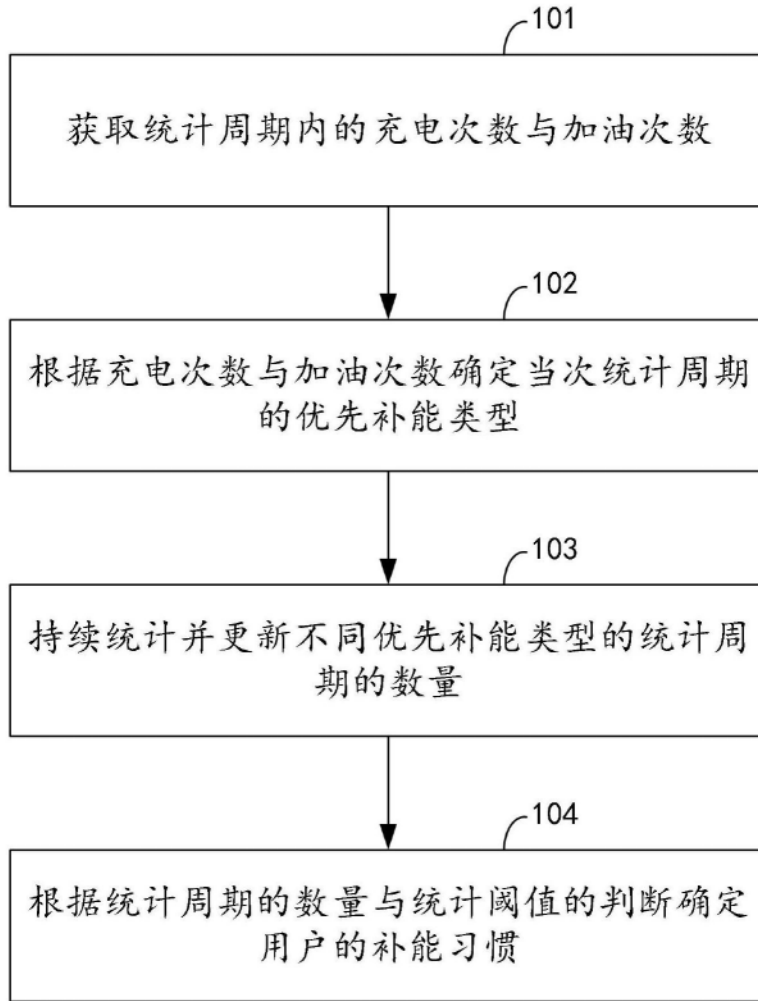 101
获取统计周期内的充电次数与加油次数
102
根据充电次数与加油次数确定当次统计周期
的优先补能类型
103
持续统计并更新不同优先补能类型的统计周
期的数量
104
根据统计周期的数量与统计阈值的判断确定
用户的补能习惯